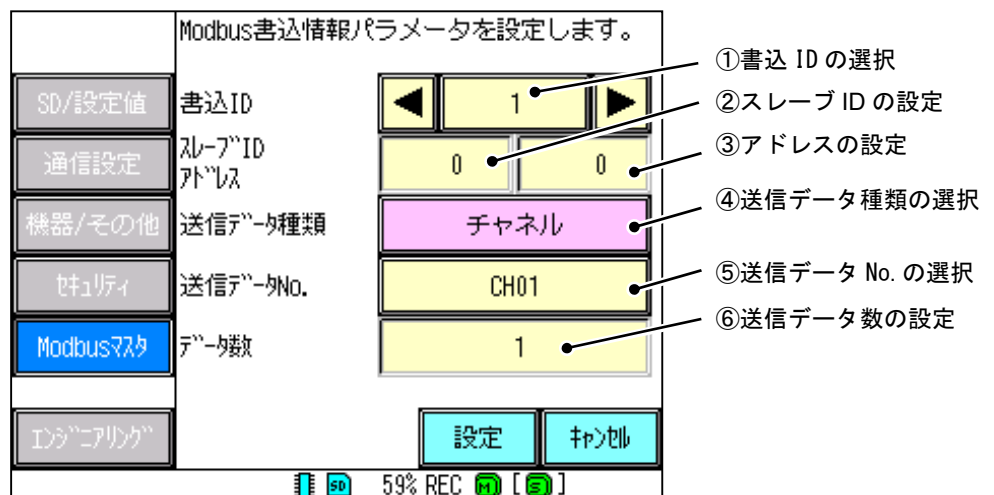 Modbus書込情報パラメータを設定します。
SD/設定値
書込ID
1
①書込 ID の選択
②スレーブ ID の設定
通信設定
ｽﾚｰﾌﾞID
ｱﾄﾞﾚｽ
0
0
③アドレスの設定
機器/その他
送信ﾃﾞｰﾀ種類
チャネル
④送信データ種類の選択
ｾｷｭﾘﾃｨ
送信ﾃﾞｰﾀNo.
CH01
⑤送信データ No. の選択
Modbusﾏｽﾀ
ﾃﾞｰﾀ数
1
⑥送信データ数の設定
ｴﾝｼﾞﾆｱﾘﾝｸﾞ
設定
ｷｬﾝｾﾙ
SD 59% REC M [S]